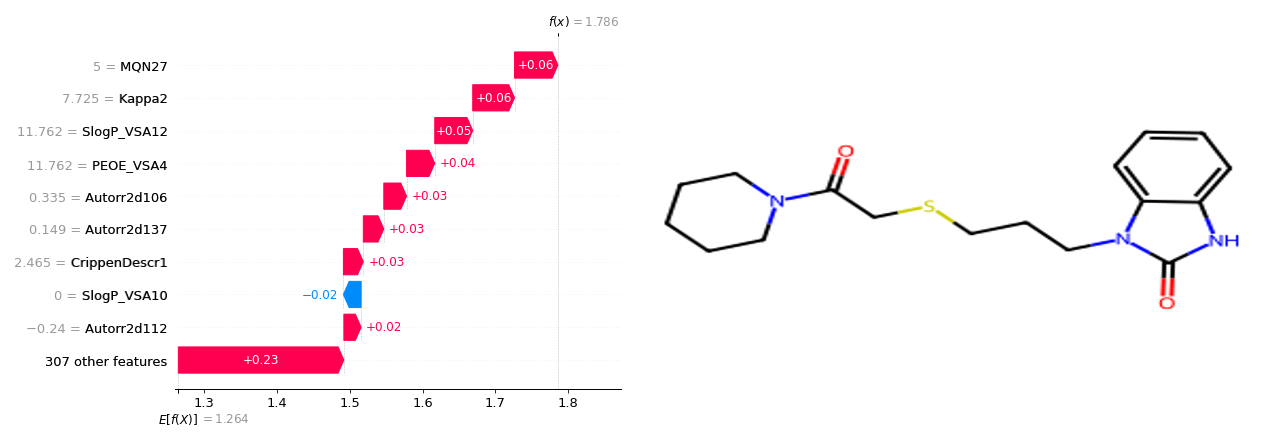 f(x) = 1.786
5 = MQN27
+0.06
7.725 = Kappa2
+0.06
11.762 = SlogP_VSA12
+0.05
11.762 = PEOE_VSA4
+0.04
0.335 = Autorr2d106
+0.03
0.149 = Autorr2d137
+0.03
2.465 = CrippenDescr1
+0.03
0 = SlogP_VSA10
−0.02
−0.24 = Autorr2d112
+0.02
307 other features
+0.23
1.3 1.4 1.5 1.6 1.7 1.8
E[f(X)] = 1.264
O
N
S
N
NH
O